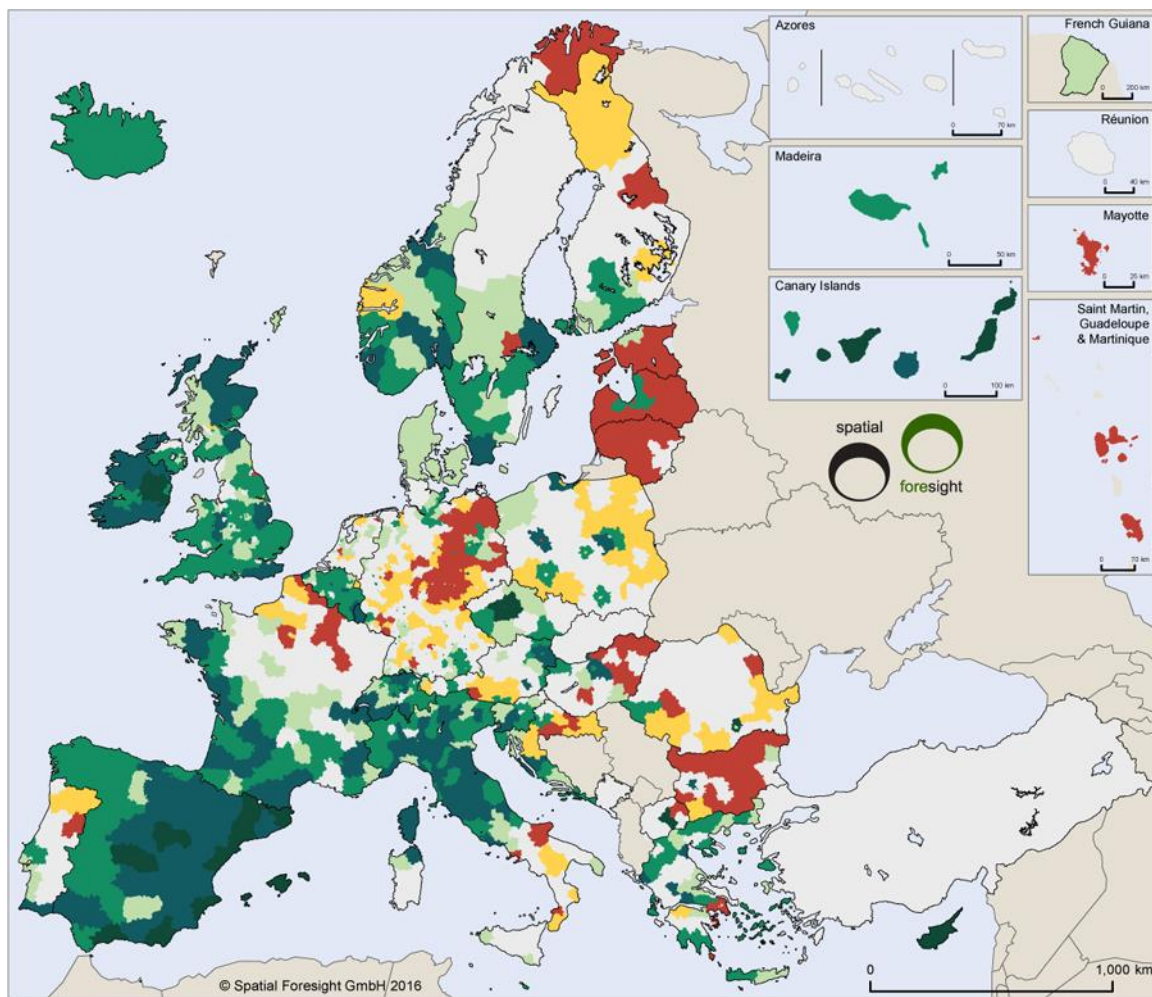 Azores
0 70 km
French Guiana
0 200 km
Réunion
0 40 km
Madeira
0 50 km
Mayotte
0 25 km
Canary Islands
0 100 km
Saint Martin,
Guadeloupe
& Martinique
0 70 km
spatial
foresight
© Spatial Foresight GmbH 2016
0 1,000 km